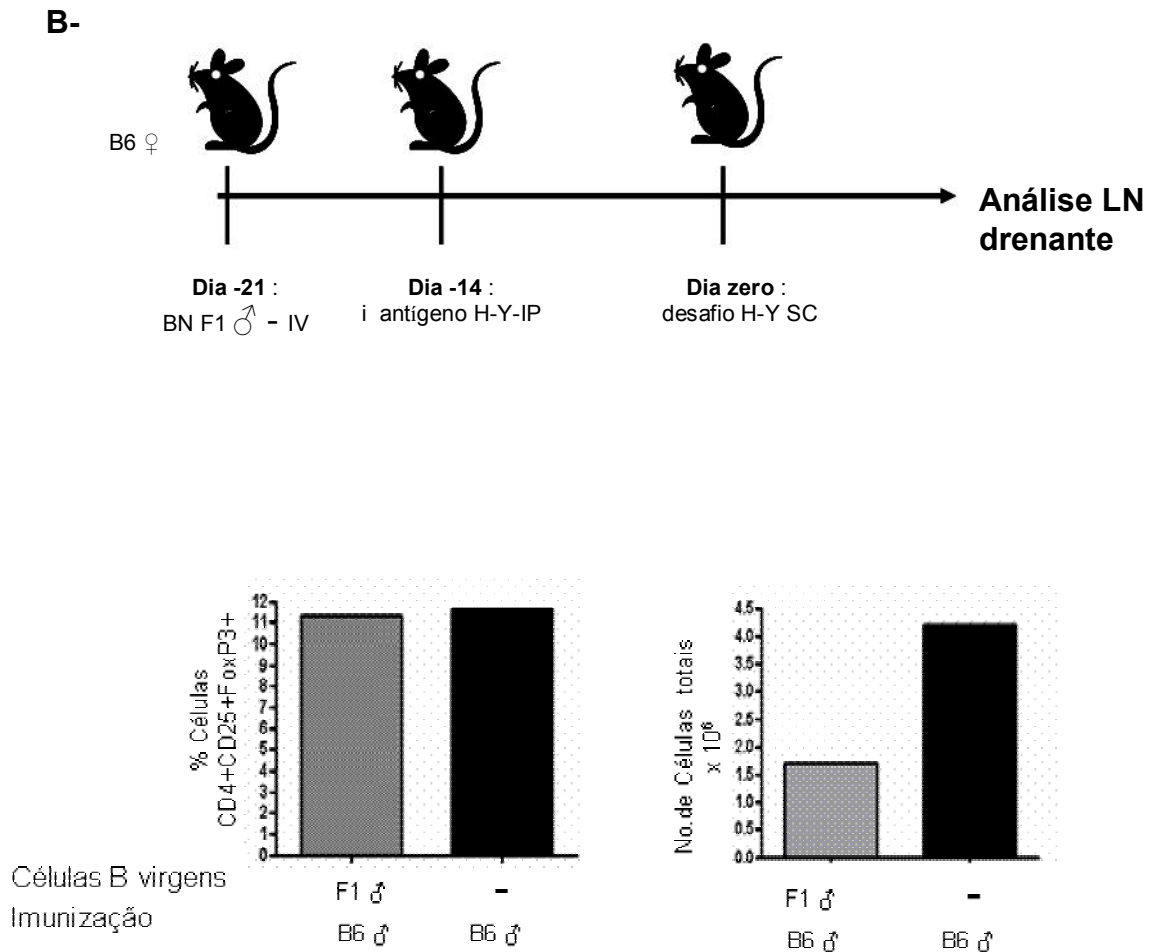 B-
B6 ♀
Análise LN
drenante
Dia -21 :
BN F1 ♂ - IV
Dia -14 :
i antígeno H-Y-IP
Dia zero :
desafio H-Y SC
% Células
CD4+CD25+FoxP3+
12
11
10
9
8
7
6
5
4
3
2
1
0
No.de Células totais
x 10⁶
4.5
4.0
3.5
3.0
2.5
2.0
1.5
1.0
0.5
0.0
Células B virgens
F1 ♂
-
F1 ♂
-
Imunização
B6 ♂
B6 ♂
B6 ♂
B6 ♂